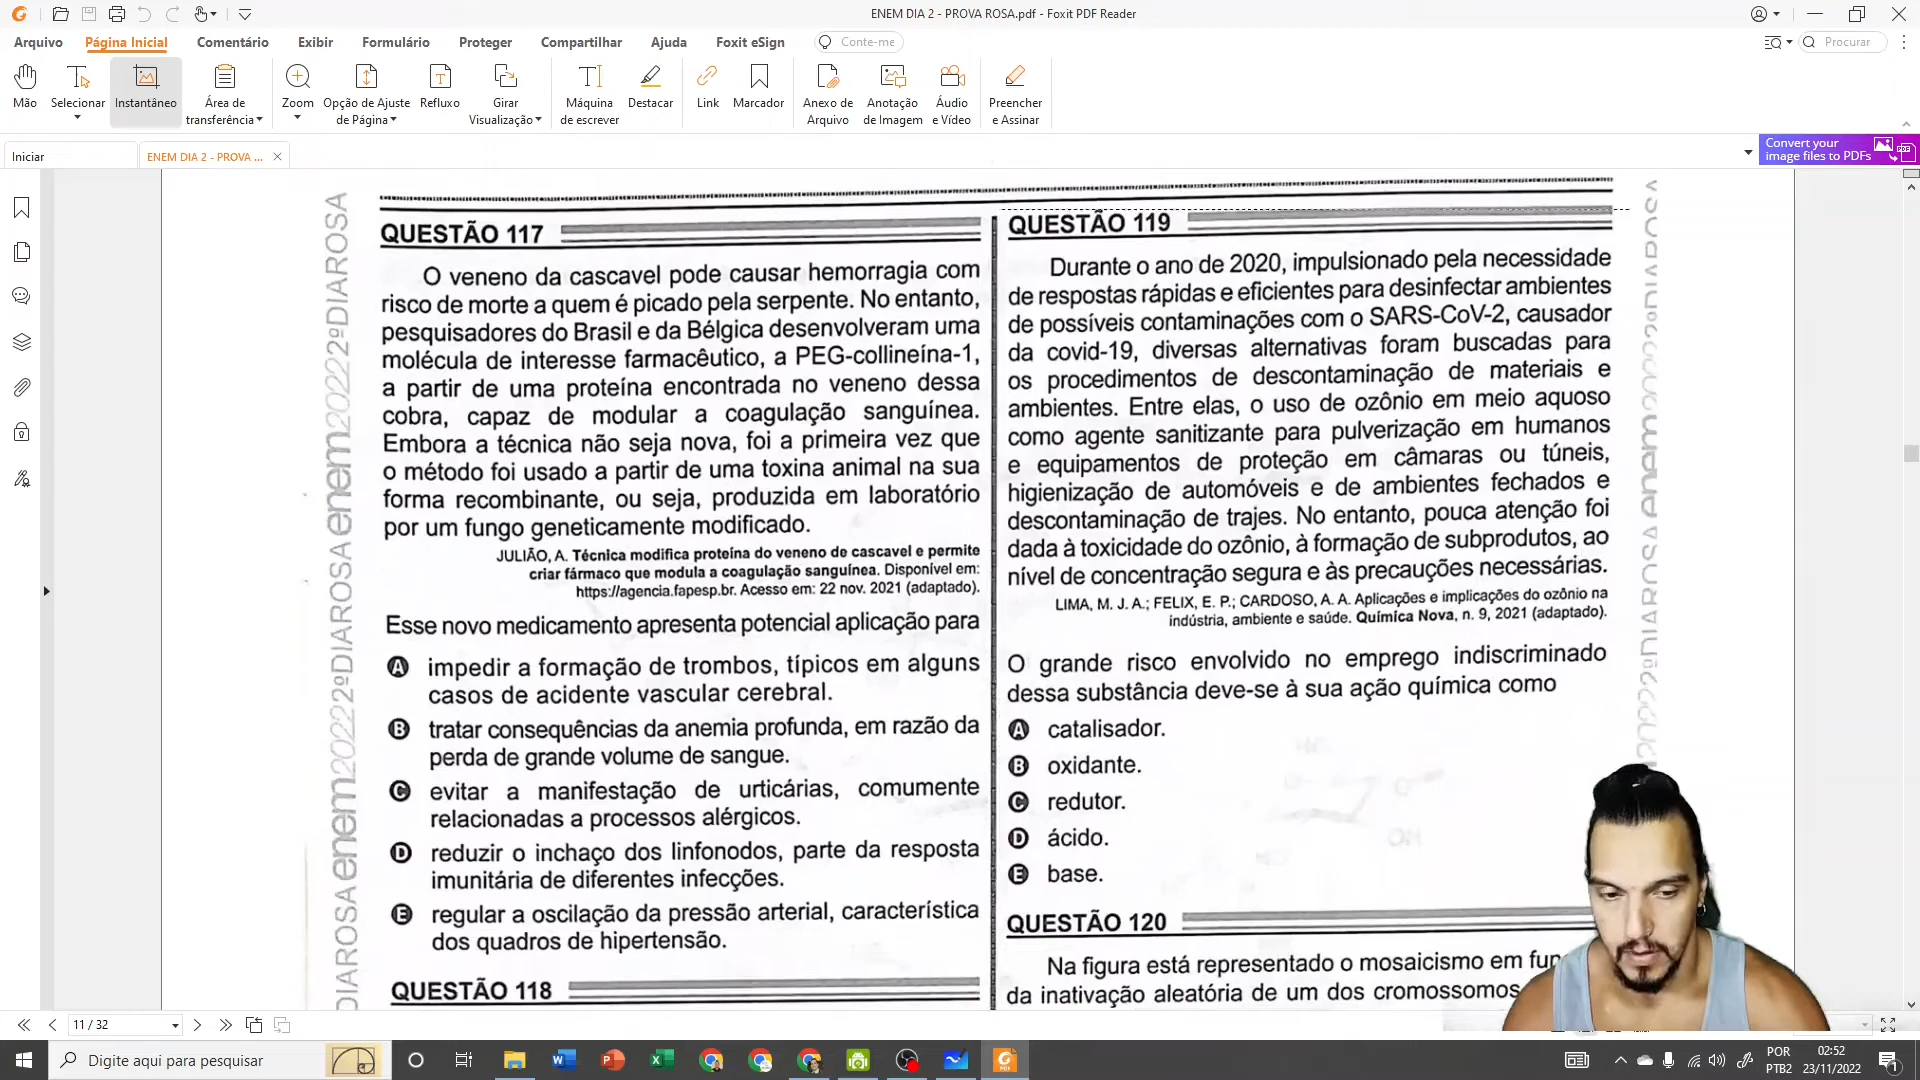 ENEM DIA 2 - PROVA ROSA.pdf - Foxit PDF Reader
Arquivo
Página Inicial
Comentário
Exibir
Formulário
Proteger
Compartilhar
Ajuda
Foxit eSign
Conte-me
Procurar
Mão
Selecionar
Instantâneo
Área de
transferência
Zoom
Opção de Ajuste
de Página
Refluxo
Girar
Visualização
Máquina
de escrever
Destacar
Link
Marcador
Anexo de
Arquivo
Anotação
de Imagem
Áudio
e Vídeo
Preencher
e Assinar
Iniciar
ENEM DIA 2 - PROVA ...
Convert your
image files to PDFs
QUESTÃO 117
O veneno da cascavel pode causar hemorragia com
risco de morte a quem é picado pela serpente. No entanto,
pesquisadores do Brasil e da Bélgica desenvolveram uma
molécula de interesse farmacêutico, a PEG-collineína-1,
a partir de uma proteína encontrada no veneno dessa
cobra, capaz de modular a coagulação sanguínea.
Embora a técnica não seja nova, foi a primeira vez que
o método foi usado a partir de uma toxina animal na sua
forma recombinante, ou seja, produzida em laboratório
por um fungo geneticamente modificado.
JULIÃO, A. Técnica modifica proteína do veneno de cascavel e permite
criar fármaco que modula a coagulação sanguínea. Disponível em:
https://agencia.fapesp.br. Acesso em: 22 nov. 2021 (adaptado).
Esse novo medicamento apresenta potencial aplicação para
A impedir a formação de trombos, típicos em alguns
casos de acidente vascular cerebral.
B tratar consequências da anemia profunda, em razão da
perda de grande volume de sangue.
C evitar a manifestação de urticárias, comumente
relacionadas a processos alérgicos.
D reduzir o inchaço dos linfonodos, parte da resposta
imunitária de diferentes infecções.
E regular a oscilação da pressão arterial, característica
dos quadros de hipertensão.
QUESTÃO 118
QUESTÃO 119
Durante o ano de 2020, impulsionado pela necessidade
de respostas rápidas e eficientes para desinfectar ambientes
de possíveis contaminações com o SARS-CoV-2, causador
da covid-19, diversas alternativas foram buscadas para
os procedimentos de descontaminação de materiais e
ambientes. Entre elas, o uso de ozônio em meio aquoso
como agente sanitizante para pulverização em humanos
e equipamentos de proteção em câmaras ou túneis,
higienização de automóveis e de ambientes fechados e
descontaminação de trajes. No entanto, pouca atenção foi
dada à toxicidade do ozônio, à formação de subprodutos, ao
nível de concentração segura e às precauções necessárias.
LIMA, M. J. A.; FELIX, E. P.; CARDOSO, A. A. Aplicações e implicações do ozônio na
indústria, ambiente e saúde. Química Nova, n. 9, 2021 (adaptado).
O grande risco envolvido no emprego indiscriminado
dessa substância deve-se à sua ação química como
A catalisador.
B oxidante.
C redutor.
D ácido.
E base.
QUESTÃO 120
Na figura está representado o mosaicismo em
da inativação aleatória de um dos cromossomos
DIAROSA enem2022 2ºDIAROSA enem2022 2ºDIAROSA
11 / 32
Digite aqui para pesquisar
POR
PTB2
02:52
23/11/2022
1